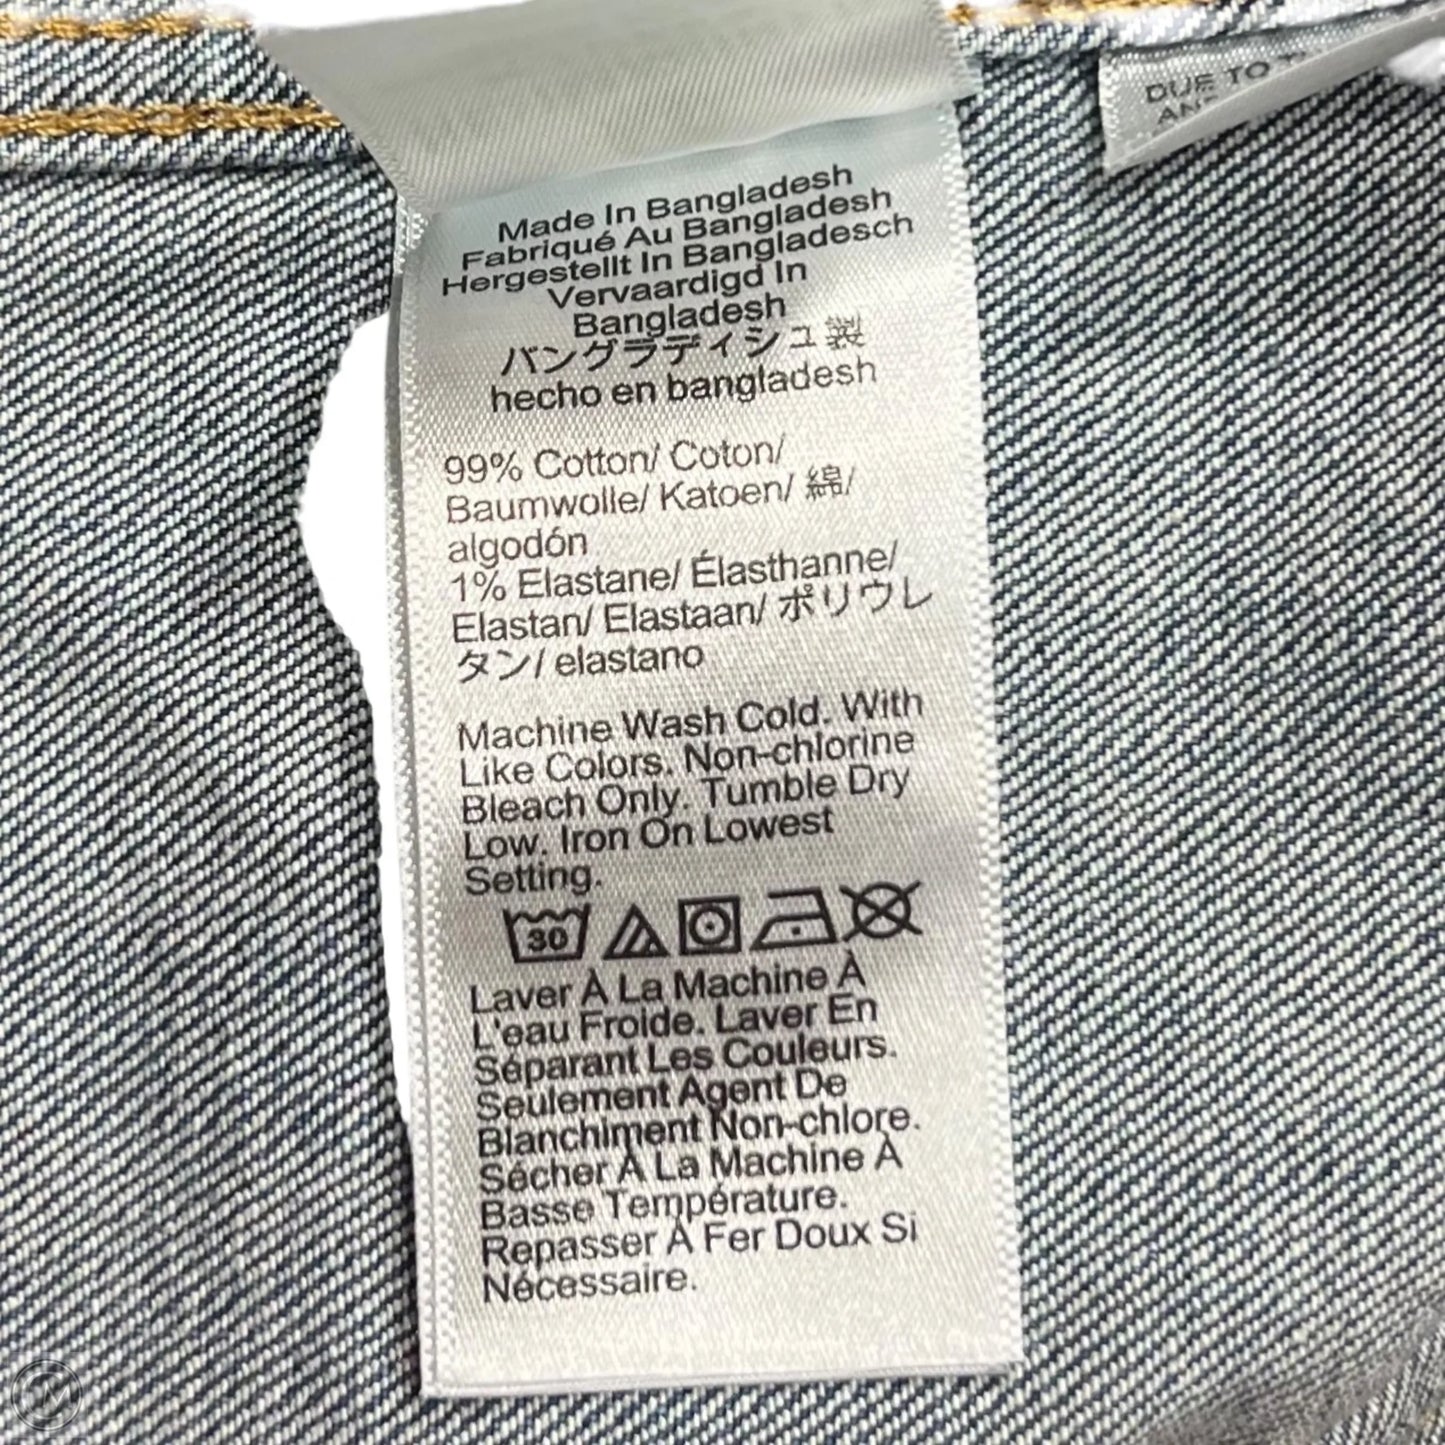 Made In Bangladesh
Fabriqué Au Bangladesh
Hergestellt In Bangladesch
Vervaardigd In
Bangladesh
バングラディシュ製
hecho en bangladesh
99% Cotton/ Coton/
Baumwolle/ Katoen/ 綿/
algodón
1% Elastane/ Élasthanne/
Elastan/ Elastaan/ ポリウレ
タン/ elastano
Machine Wash Cold. With
Like Colors. Non-chlorine
Bleach Only. Tumble Dry
Low. Iron On Lowest
Setting.
30
Laver À La Machine À
L'eau Froide. Laver En
Séparant Les Couleurs.
Seulement Agent De
Blanchiment Non-chlore.
Sécher À La Machine À
Basse Température.
Repasser À Fer Doux Si
Nécessaire.
DUE TO